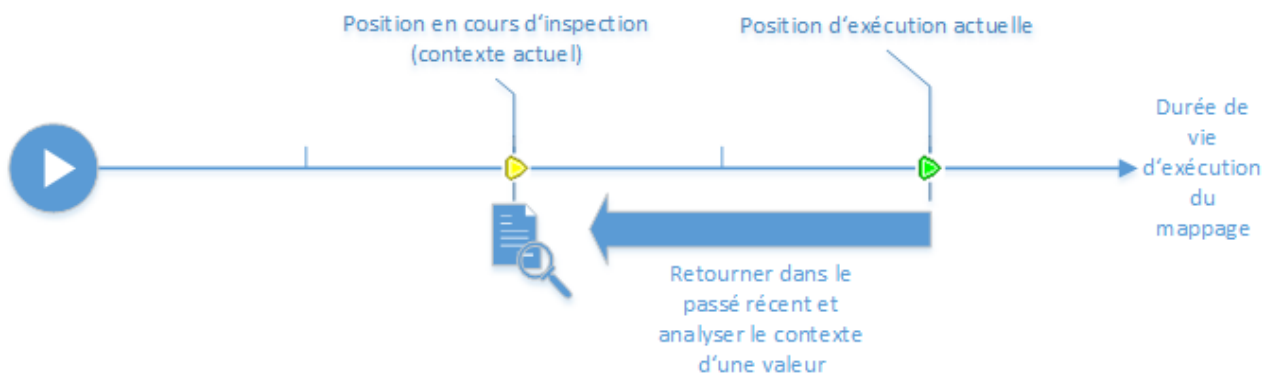 Position en cours d’inspection
(contexte actuel)
Position d’exécution actuelle
Durée de
vie
d’exécution
du
mappage
Retourner dans le
passé récent et
analyser le contexte
d’une valeur